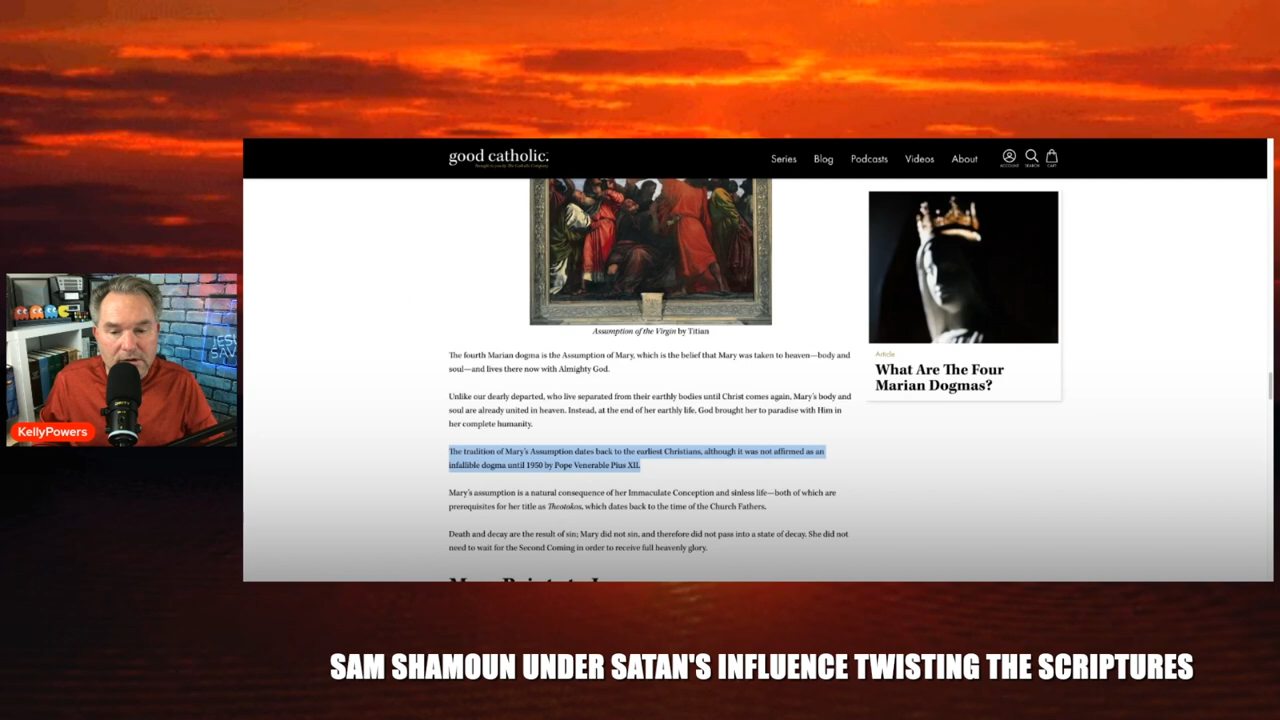 good catholic.
Brought to you by The Catholic Company
Series
Blog
Podcasts
Videos
About
ACCOUNT
SEARCH
CART
Assumption of the Virgin by Titian
The fourth Marian dogma is the Assumption of Mary, which is the belief that Mary was taken to heaven—body and
soul—and lives there now with Almighty God.
Unlike our dearly departed, who live separated from their earthly bodies until Christ comes again, Mary's body and
soul are already united in heaven. Instead, at the end of her earthly life, God brought her to paradise with Him in
her complete humanity.
The tradition of Mary's Assumption dates back to the earliest Christians, although it was not affirmed as an
infallible dogma until 1950 by Pope Venerable Pius XII.
Mary's assumption is a natural consequence of her Immaculate Conception and sinless life—both of which are
prerequisites for her title as Theotokos, which dates back to the time of the Church Fathers.
Death and decay are the result of sin; Mary did not sin, and therefore did not pass into a state of decay. She did not
need to wait for the Second Coming in order to receive full heavenly glory.
Article
What Are The Four
Marian Dogmas?
KellyPowers
SAM SHAMOUN UNDER SATAN'S INFLUENCE TWISTING THE SCRIPTURES